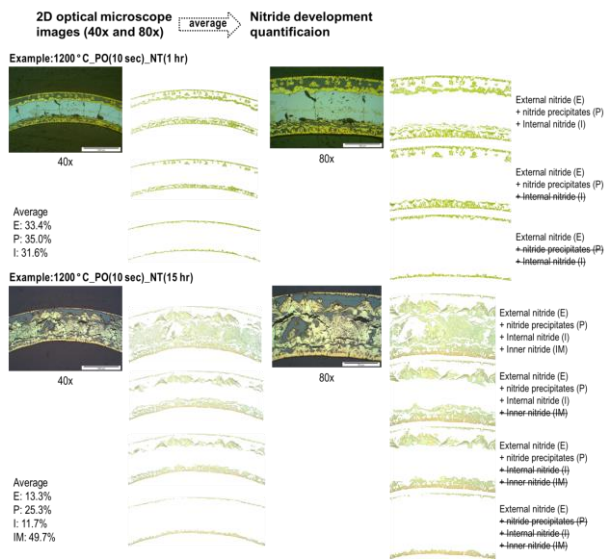 2D optical microscope
images (40x and 80x)
average
Nitride development
quantificaion
Example:1200°C_PO(10 sec)_NT(1 hr)
40x
80x
External nitride (E)
+ nitride precipitates (P)
+ Internal nitride (I)
External nitride (E)
+ nitride precipitates (P)
+ Internal nitride (I)
External nitride (E)
+ nitride precipitates (P)
+ Internal nitride (I)
Average
E: 33.4%
P: 35.0%
I: 31.6%
Example:1200°C_PO(10 sec)_NT(15 hr)
40x
80x
External nitride (E)
+ nitride precipitates (P)
+ Internal nitride (I)
+ Inner nitride (IM)
External nitride (E)
+ nitride precipitates (P)
+ Internal nitride (I)
+ Inner nitride (IM)
External nitride (E)
+ nitride precipitates (P)
+ Internal nitride (I)
+ Inner nitride (IM)
External nitride (E)
+ nitride precipitates (P)
+ Internal nitride (I)
+ Inner nitride (IM)
Average
E: 13.3%
P: 25.3%
I: 11.7%
IM: 49.7%